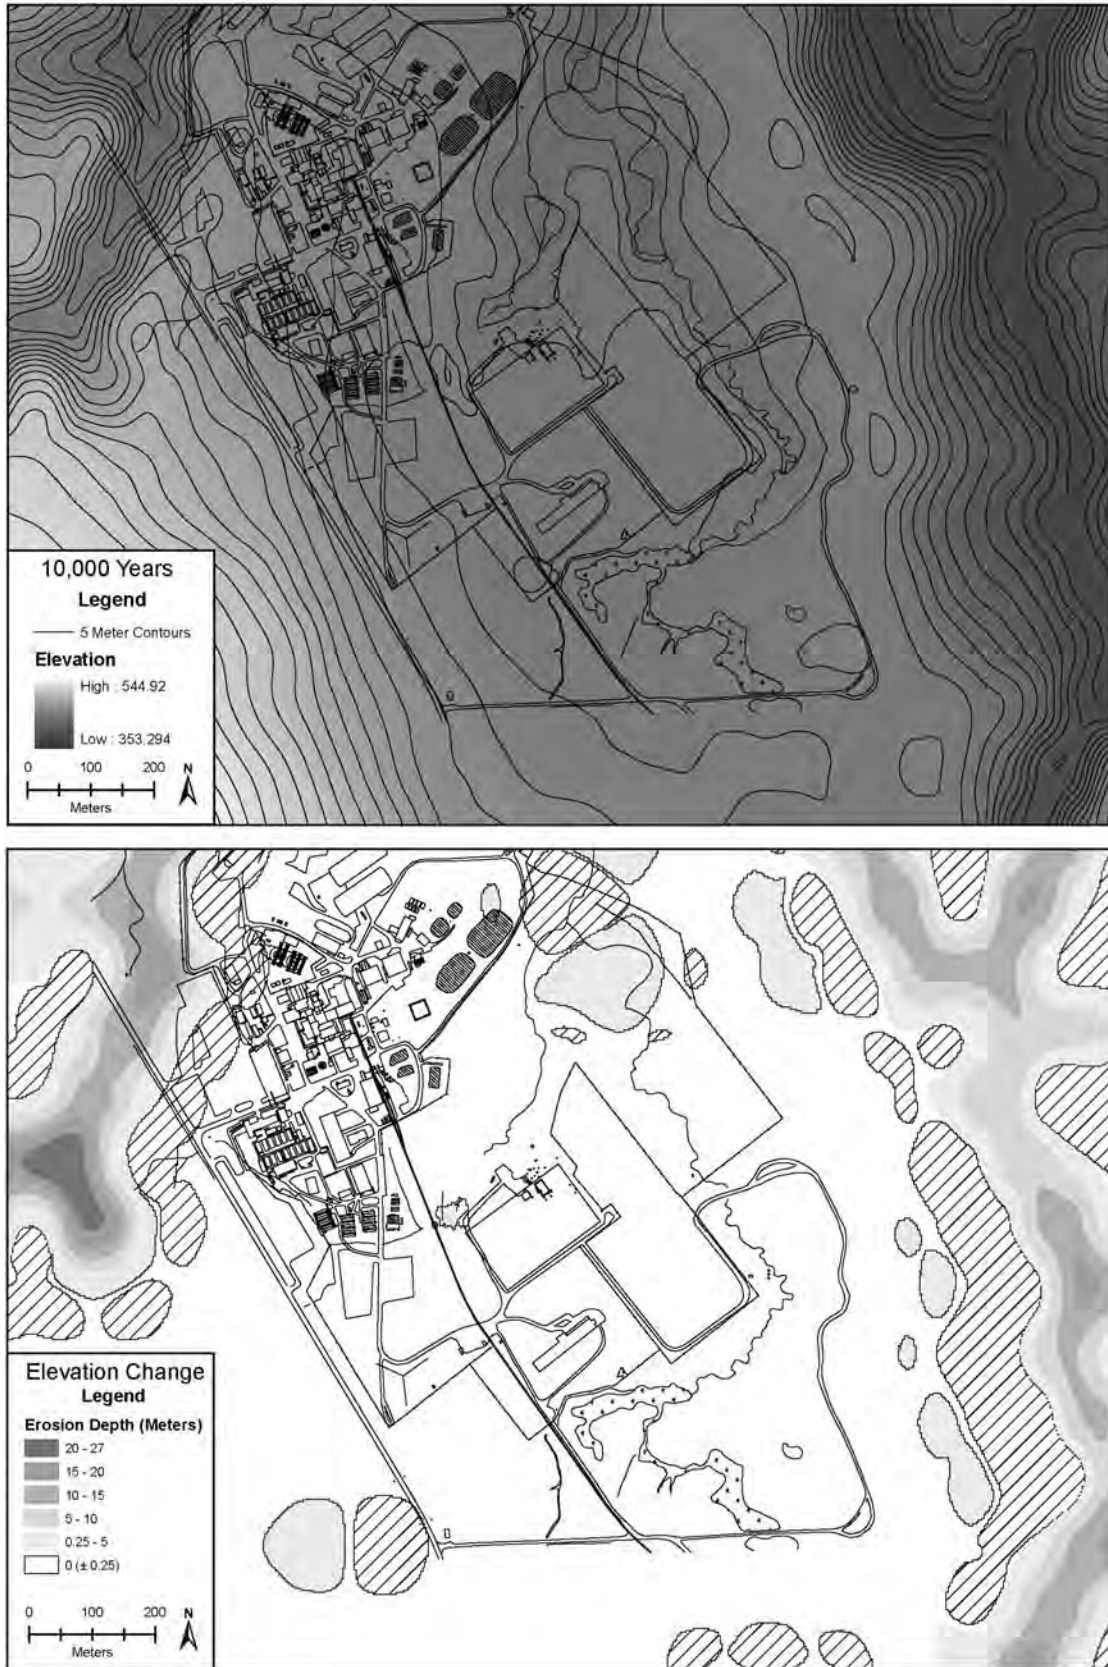 10,000 Years
Legend
5 Meter Contours
Elevation
High : 544.92
Low : 353.294
0 100 200
Meters
N
Elevation Change
Legend
Erosion Depth (Meters)
20 - 27
15 - 20
10 - 15
5 - 10
0.25 - 5
0 (± 0.25)
0 100 200
Meters
N